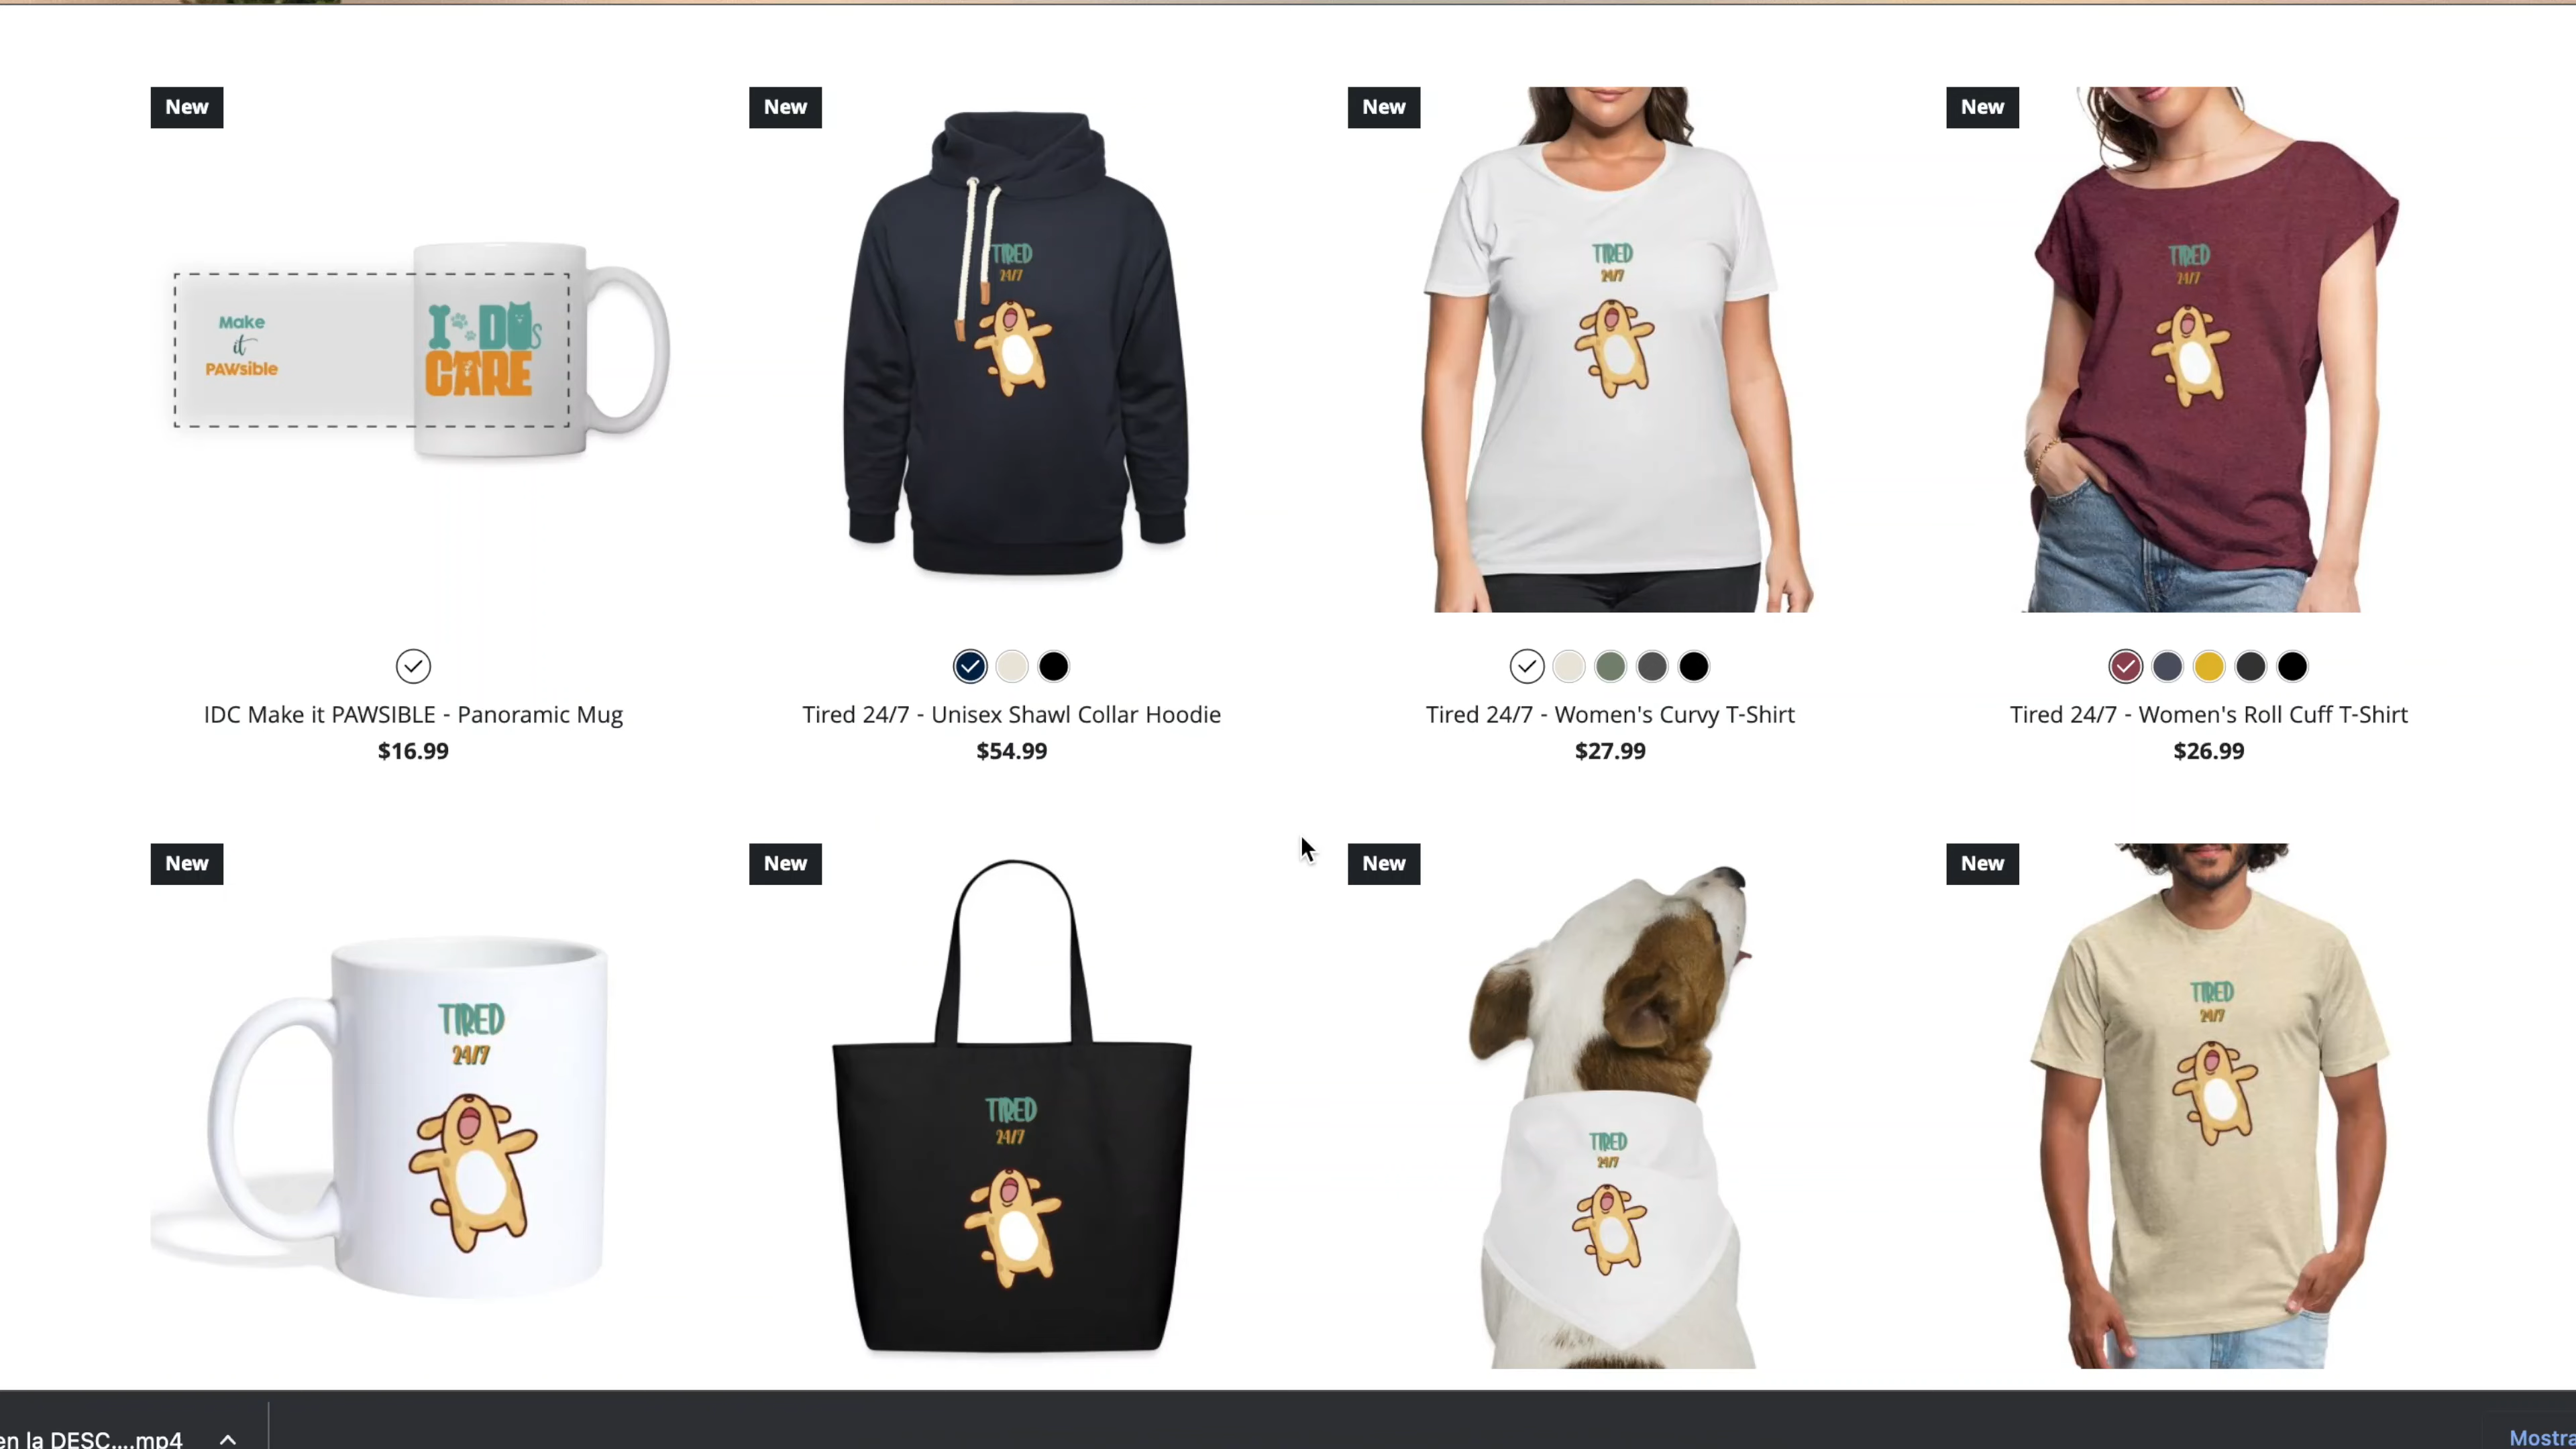 New
New
New
New
Make
it
PAWsible
I DO
CARE
TIRED
24/7
TIRED
24/7
TIRED
24/7
IDC Make it PAWSIBLE - Panoramic Mug
$16.99
Tired 24/7 - Unisex Shawl Collar Hoodie
$54.99
Tired 24/7 - Women's Curvy T-Shirt
$27.99
Tired 24/7 - Women's Roll Cuff T-Shirt
$26.99
New
New
New
New
TIRED
24/7
TIRED
24/7
TIRED
24/7
TIRED
24/7
en la DESC....mp4
Mostra